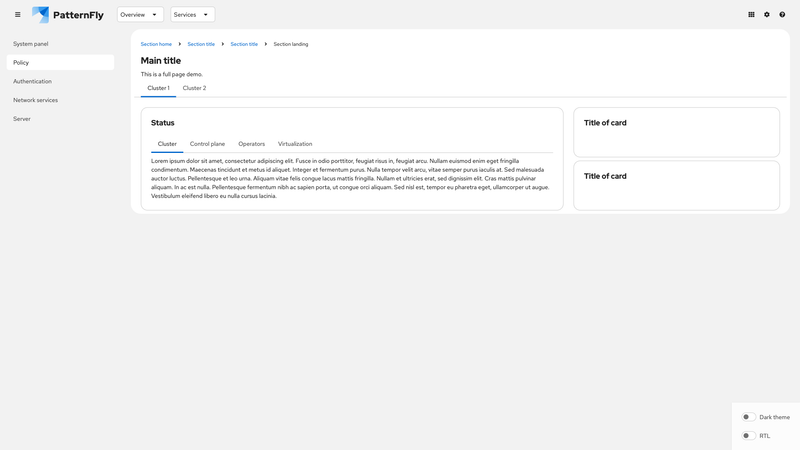 PatternFly
Overview
Services
System panel
Policy
Authentication
Network services
Server
Section home
Section title
Section title
Section landing
Main title
This is a full page demo.
Cluster 1
Cluster 2
Status
Cluster
Control plane
Operators
Virtualization
Lorem ipsum dolor sit amet, consectetur adipiscing elit. Fusce in odio porttitor, feugiat risus in, feugiat arcu. Nullam euismod enim eget fringilla
condimentum. Maecenas tincidunt et metus id aliquet. Integer et fermentum purus. Nulla tempor velit arcu, vitae semper purus iaculis at. Sed malesuada
auctor luctus. Pellentesque et leo urna. Aliquam vitae felis congue lacus mattis fringilla. Nullam et ultricies erat, sed dignissim elit. Cras mattis pulvinar
aliquam. In ac est nulla. Pellentesque fermentum nibh ac sapien porta, ut congue orci aliquam. Sed nisl est, tempor eu pharetra eget, ullamcorper ut augue.
Vestibulum eleifend libero eu nulla cursus lacinia.
Title of card
Title of card
Dark theme
RTL